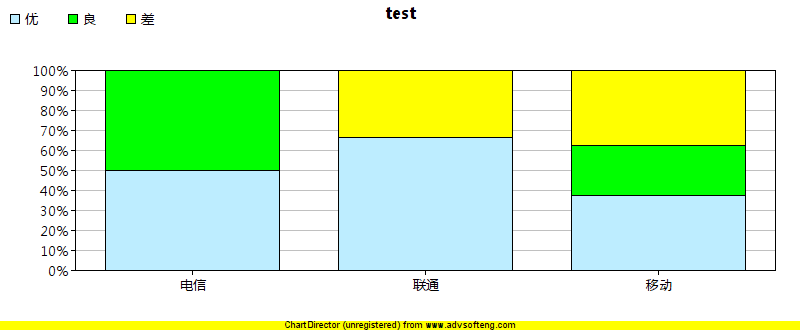 test
优 良 差
100%
90%
80%
70%
60%
50%
40%
30%
20%
10%
0%
电信 联通 移动
ChartDirector (unregistered) from www.advsofteng.com